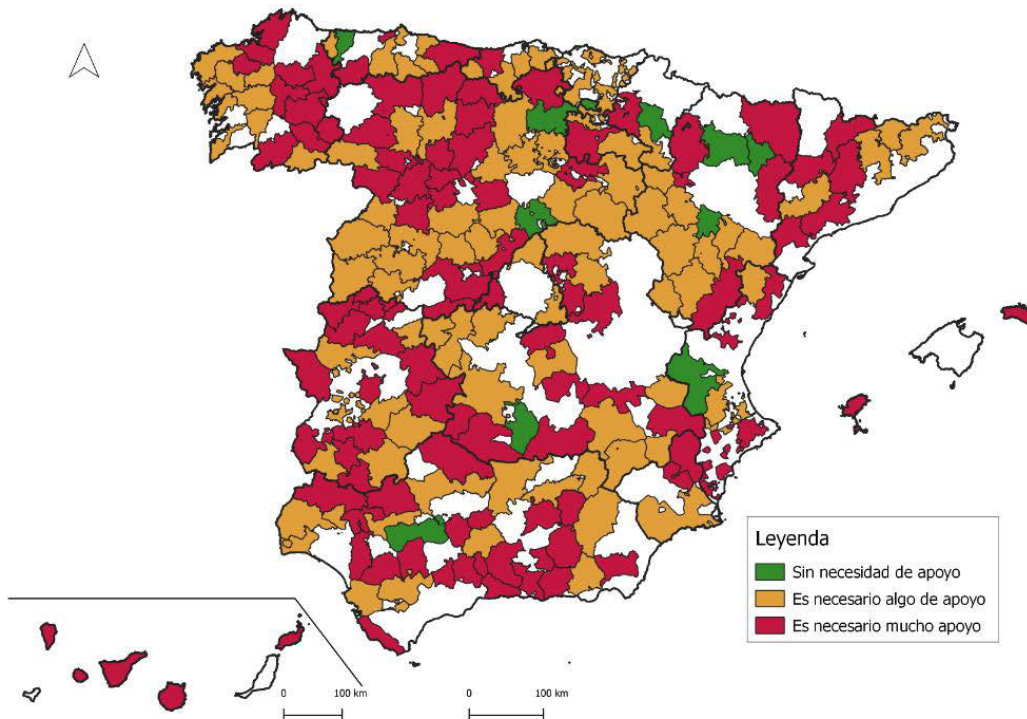 Leyenda
Sin necesidad de apoyo
Es necesario algo de apoyo
Es necesario mucho apoyo
0 100 km
0 100 km